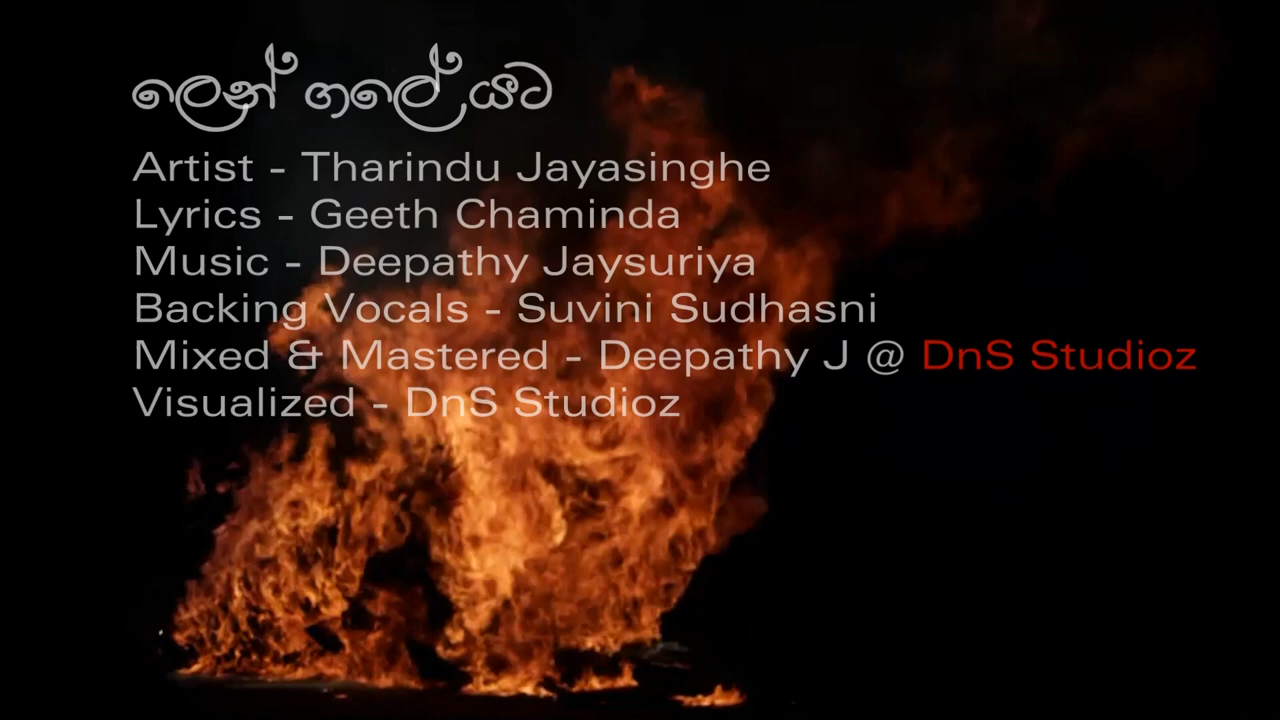 ලෙන් ගලේ යට
Artist - Tharindu Jayasinghe
Lyrics - Geeth Chaminda
Music - Deepathy Jaysuriya
Backing Vocals - Suvini Sudhasni
Mixed & Mastered - Deepathy J @ DnS Studioz
Visualized - DnS Studioz